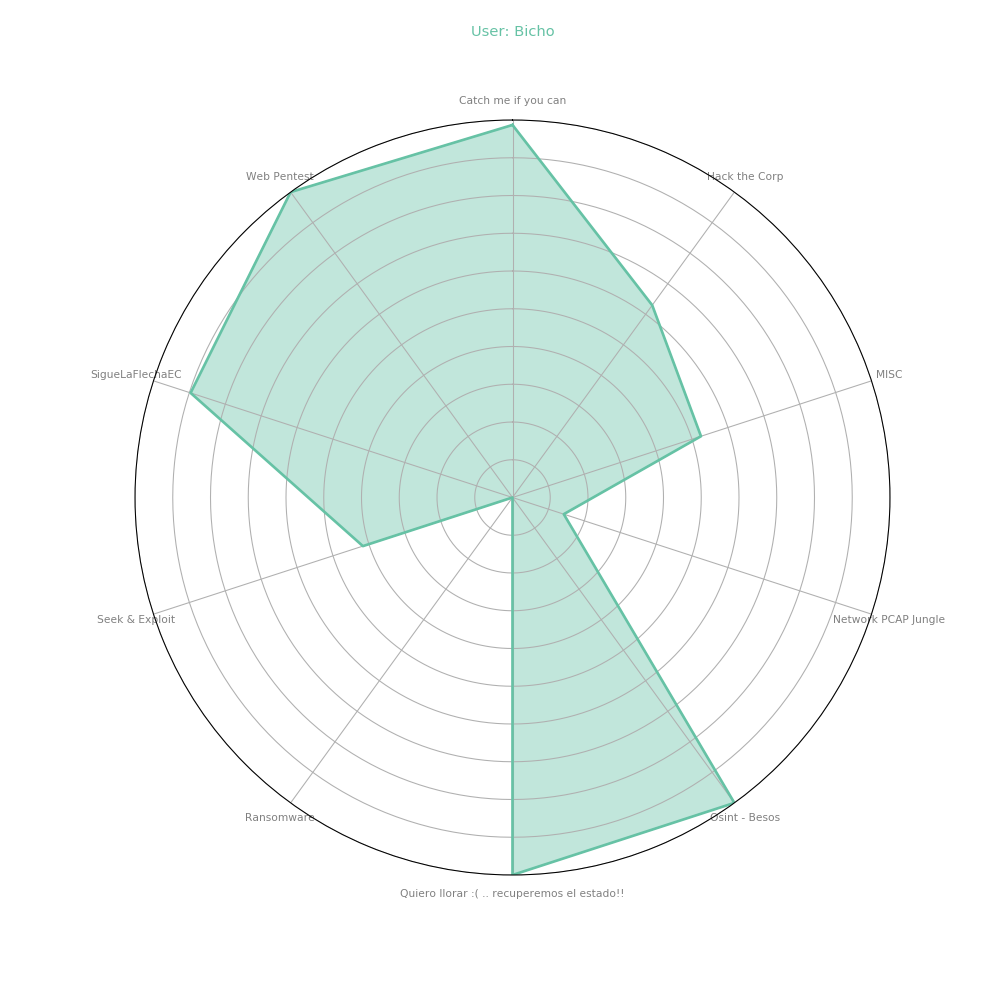 User: Bicho
Catch me if you can
Web Pentest
Hack the Corp
SigueLaFlechaEC
MISC
Seek & Exploit
Network PCAP Jungle
Ransomware
Osint - Besos
Quiero llorar :( .. recuperemos el estado!!